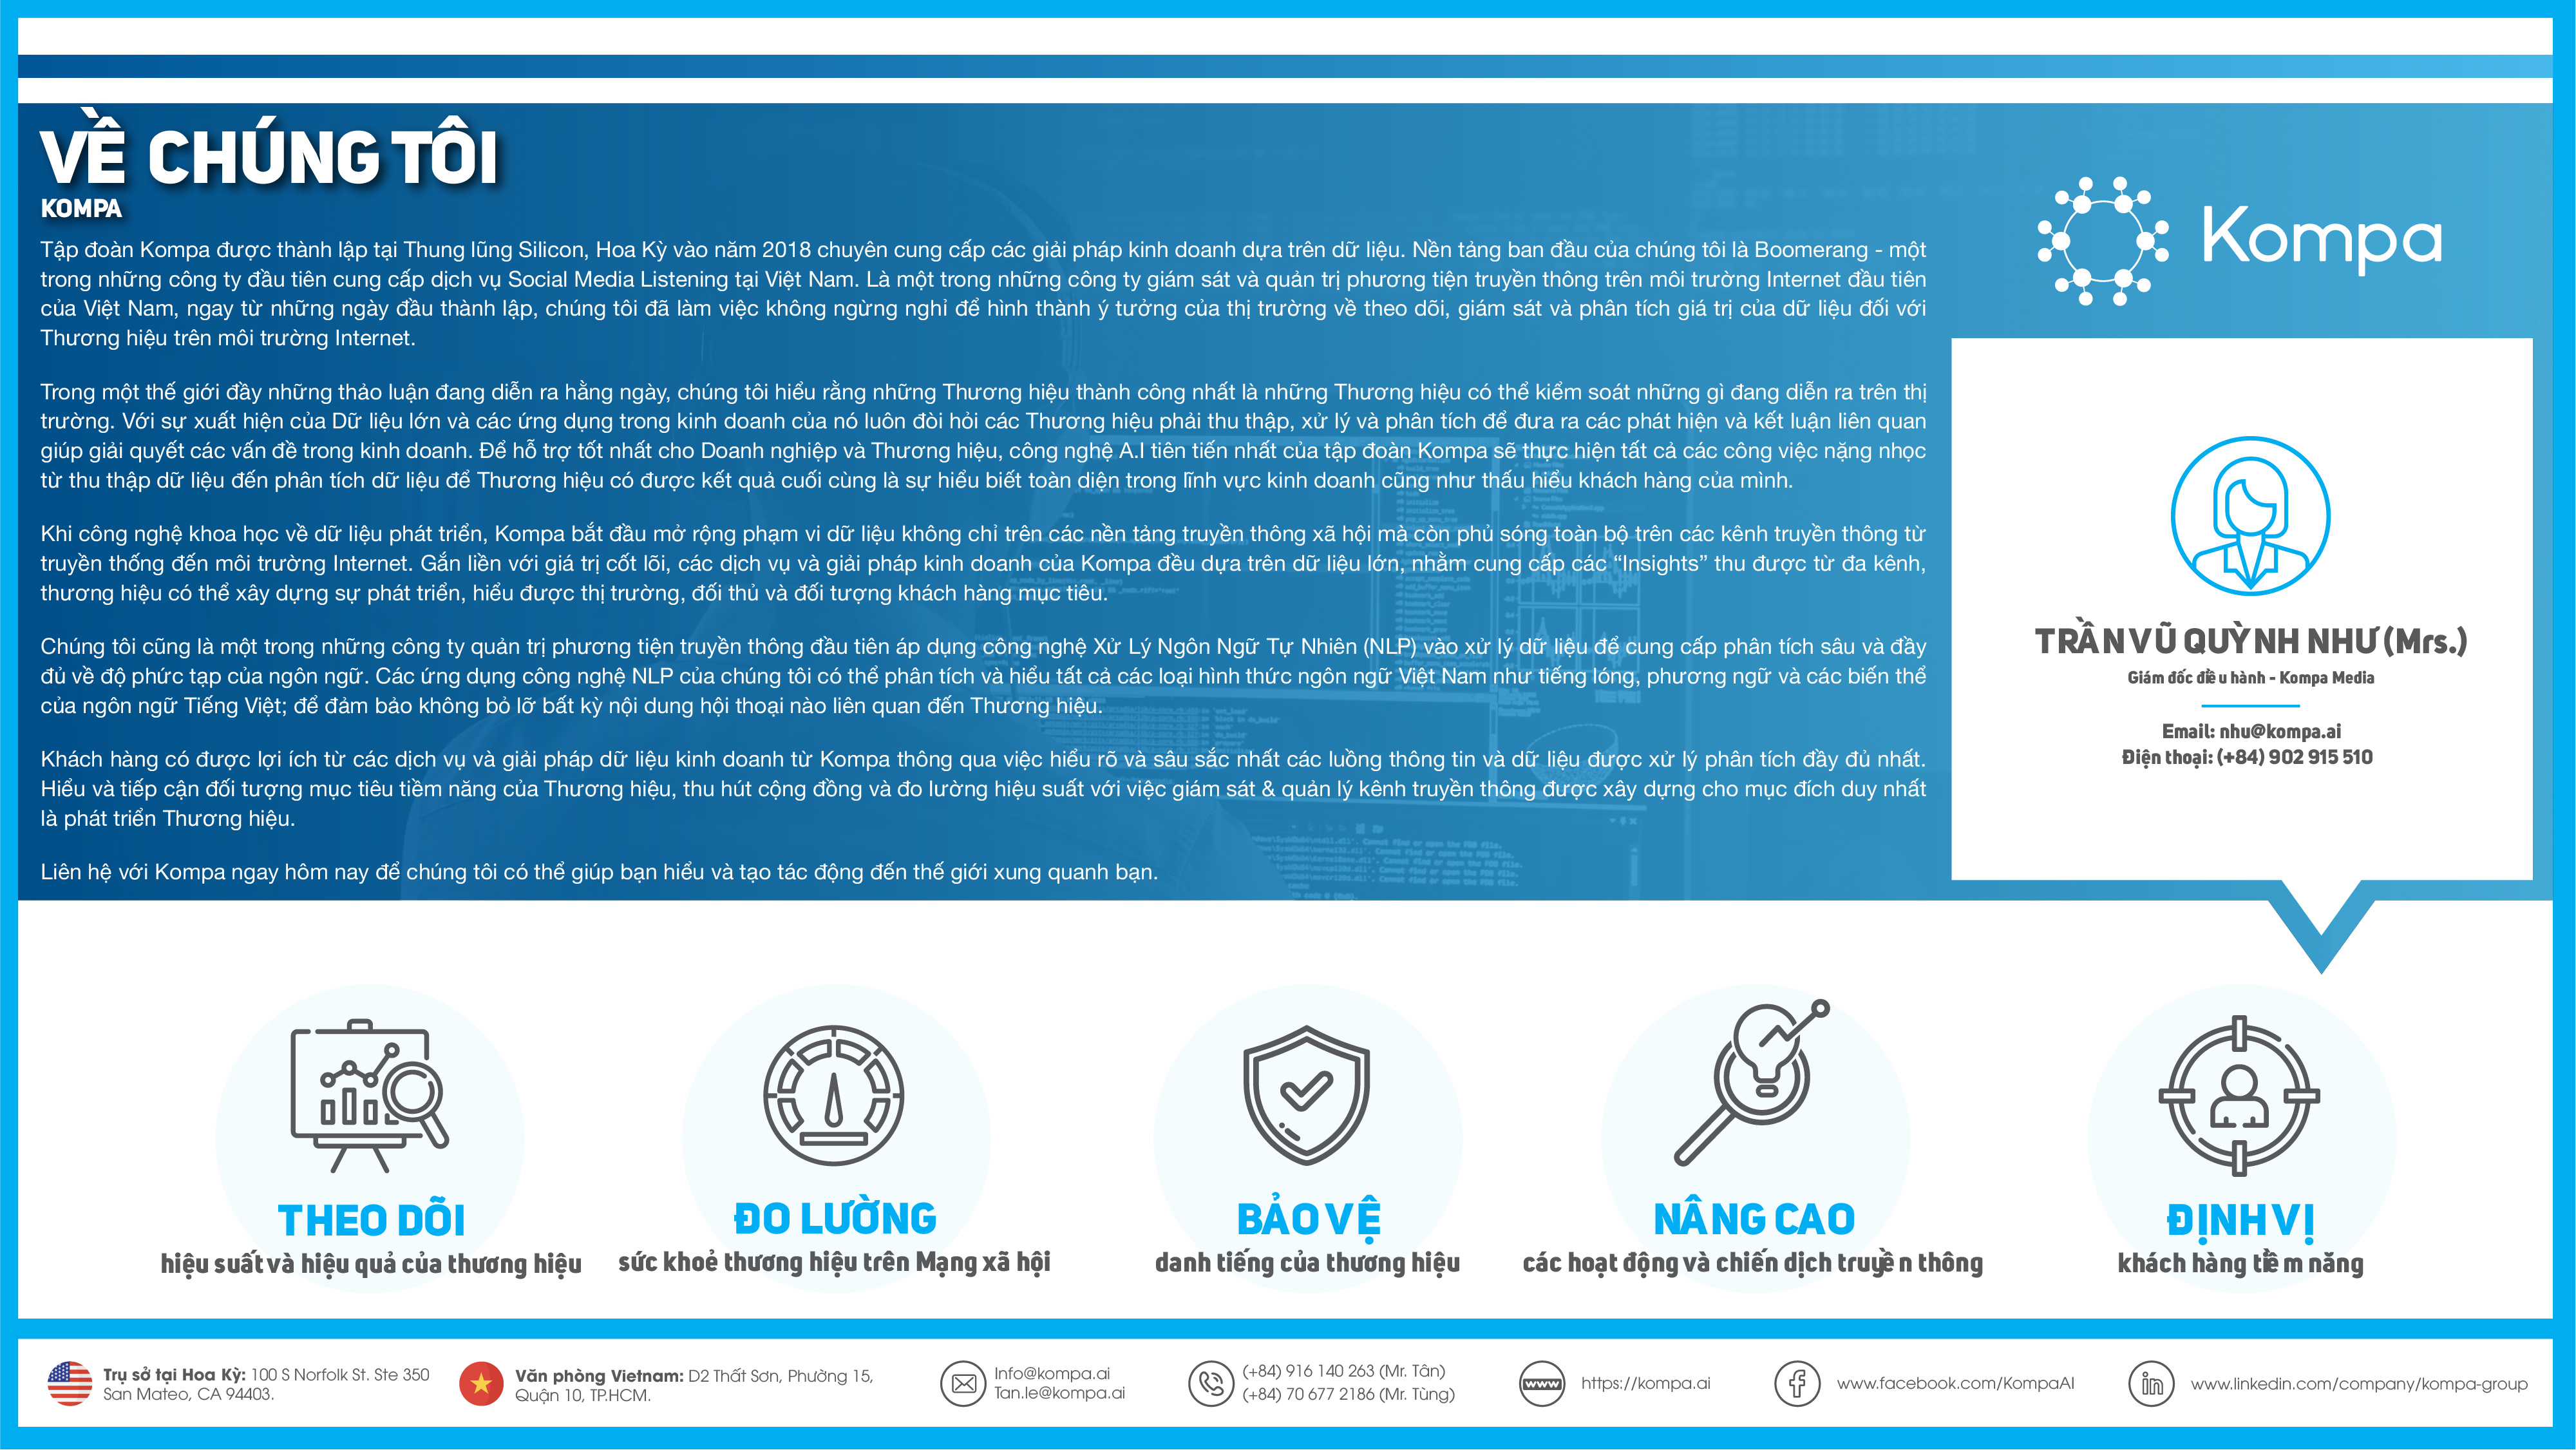 VỀ CHÚNG TÔI
KOMPA
Tập đoàn Kompa được thành lập tại Thung lũng Silicon, Hoa Kỳ vào năm 2018 chuyên cung cấp các giải pháp kinh doanh dựa trên dữ liệu. Nền tảng ban đầu của chúng tôi là Boomerang - một
trong những công ty đầu tiên cung cấp dịch vụ Social Media Listening tại Việt Nam. Là một trong những công ty giám sát và quản trị phương tiện truyền thông trên môi trường Internet đầu tiên
của Việt Nam, ngay từ những ngày đầu thành lập, chúng tôi đã làm việc không ngừng nghỉ để hình thành ý tưởng của thị trường về theo dõi, giám sát và phân tích giá trị của dữ liệu đối với
Thương hiệu trên môi trường Internet.
Trong một thế giới đầy những thảo luận đang diễn ra hằng ngày, chúng tôi hiểu rằng những Thương hiệu thành công nhất là những Thương hiệu có thể kiểm soát những gì đang diễn ra trên thị
trường. Với sự xuất hiện của Dữ liệu lớn và các ứng dụng trong kinh doanh của nó luôn đòi hỏi các Thương hiệu phải thu thập, xử lý và phân tích để đưa ra các phát hiện và kết luận liên quan
giúp giải quyết các vấn đề trong kinh doanh. Để hỗ trợ tốt nhất cho Doanh nghiệp và Thương hiệu, công nghệ A.I tiên tiến nhất của tập đoàn Kompa sẽ thực hiện tất cả các công việc nặng nhọc
từ thu thập dữ liệu đến phân tích dữ liệu để Thương hiệu có được kết quả cuối cùng là sự hiểu biết toàn diện trong lĩnh vực kinh doanh cũng như thấu hiểu khách hàng của mình.
Khi công nghệ khoa học về dữ liệu phát triển, Kompa bắt đầu mở rộng phạm vi dữ liệu không chỉ trên các nền tảng truyền thông xã hội mà còn phủ sóng toàn bộ trên các kênh truyền thông từ
truyền thống đến môi trường Internet. Gắn liền với giá trị cốt lõi, các dịch vụ và giải pháp kinh doanh của Kompa đều dựa trên dữ liệu lớn, nhằm cung cấp các “Insights” thu được từ đa kênh,
thương hiệu có thể xây dựng sự phát triển, hiểu được thị trường, đối thủ và đối tượng khách hàng mục tiêu.
Chúng tôi cũng là một trong những công ty quản trị phương tiện truyền thông đầu tiên áp dụng công nghệ Xử Lý Ngôn Ngữ Tự Nhiên (NLP) vào xử lý dữ liệu để cung cấp phân tích sâu và đầy
đủ về độ phức tạp của ngôn ngữ. Các ứng dụng công nghệ NLP của chúng tôi có thể phân tích và hiểu tất cả các loại hình thức ngôn ngữ Việt Nam như tiếng lóng, phương ngữ và các biến thể
của ngôn ngữ Tiếng Việt; để đảm bảo không bỏ lỡ bất kỳ nội dung hội thoại nào liên quan đến Thương hiệu.
Khách hàng có được lợi ích từ các dịch vụ và giải pháp dữ liệu kinh doanh từ Kompa thông qua việc hiểu rõ và sâu sắc nhất các luồng thông tin và dữ liệu được xử lý phân tích đầy đủ nhất.
Hiểu và tiếp cận đối tượng mục tiêu tiềm năng của Thương hiệu, thu hút cộng đồng và đo lường hiệu suất với việc giám sát & quản lý kênh truyền thông được xây dựng cho mục đích duy nhất
là phát triển Thương hiệu.
Liên hệ với Kompa ngay hôm nay để chúng tôi có thể giúp bạn hiểu và tạo tác động đến thế giới xung quanh bạn.
Kompa
TRẦN VŨ QUỲNH NHƯ (Mrs.)
Giám đốc điều hành - Kompa Media
Email: nhu@kompa.ai
Điện thoại: (+84) 902 915 510
THEO DÕI
hiệu suất và hiệu quả của thương hiệu
ĐO LƯỜNG
sức khoẻ thương hiệu trên Mạng xã hội
BẢO VỆ
danh tiếng của thương hiệu
NÂNG CAO
các hoạt động và chiến dịch truyền thông
ĐỊNH VỊ
khách hàng tiềm năng
Trụ sở tại Hoa Kỳ: 100 S Norfolk St. Ste 350
San Mateo, CA 94403.
Văn phòng Vietnam: D2 Thất Sơn, Phường 15,
Quận 10, TP.HCM.
Info@kompa.ai
Tan.le@kompa.ai
(+84) 916 140 263 (Mr. Tân)
(+84) 70 677 2186 (Mr. Tùng)
www
https://kompa.ai
www.facebook.com/KompaAI
in
www.linkedin.com/company/kompa-group